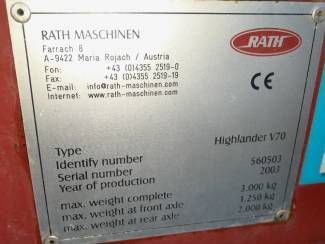 RATH MASCHINEN
Farrach 8
A-9422 Maria Rojach / Austria
Fon: +43 (0)4355 2519-0
Fax: +43 (0)4355 2519-19
E-mail: info@rath-maschinen.com
Internet: www.rath-maschinen.com
RATH
CE
Type Highlander V70
Identify number
Serial number 560503
Year of production 2003
max. weight complete 3.000 kg
max. weight at front axle 1.250 kg
max. weight at rear axle 2.000 kg